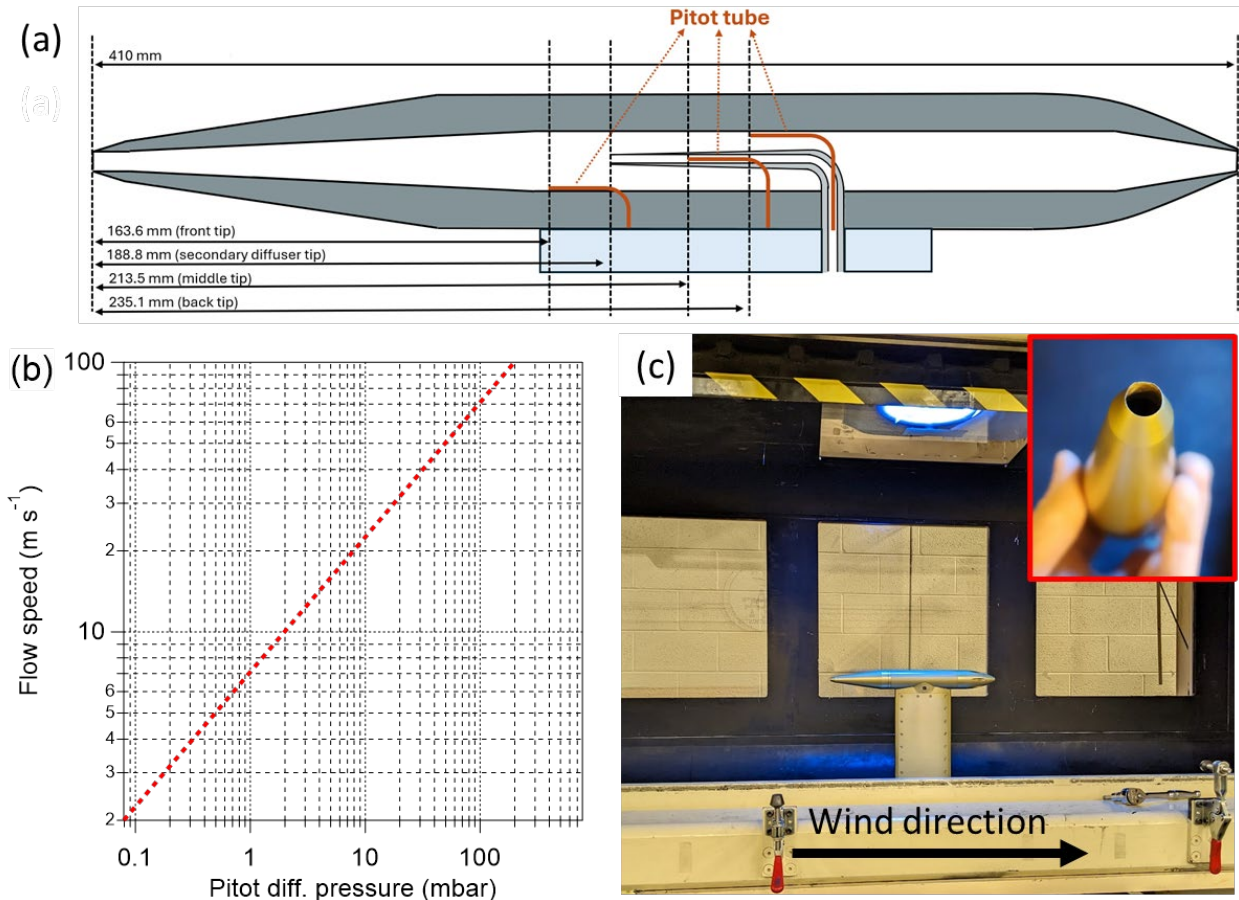 (a)
(a)
Pitot tube
410 mm
163.6 mm (front tip)
188.8 mm (secondary diffuser tip)
213.5 mm (middle tip)
235.1 mm (back tip)
(b)
100
6
5
4
3
2
10
6
5
4
3
2
Flow speed (m s⁻¹)
0.1
1
10
100
Pitot diff. pressure (mbar)
(c)
Wind direction